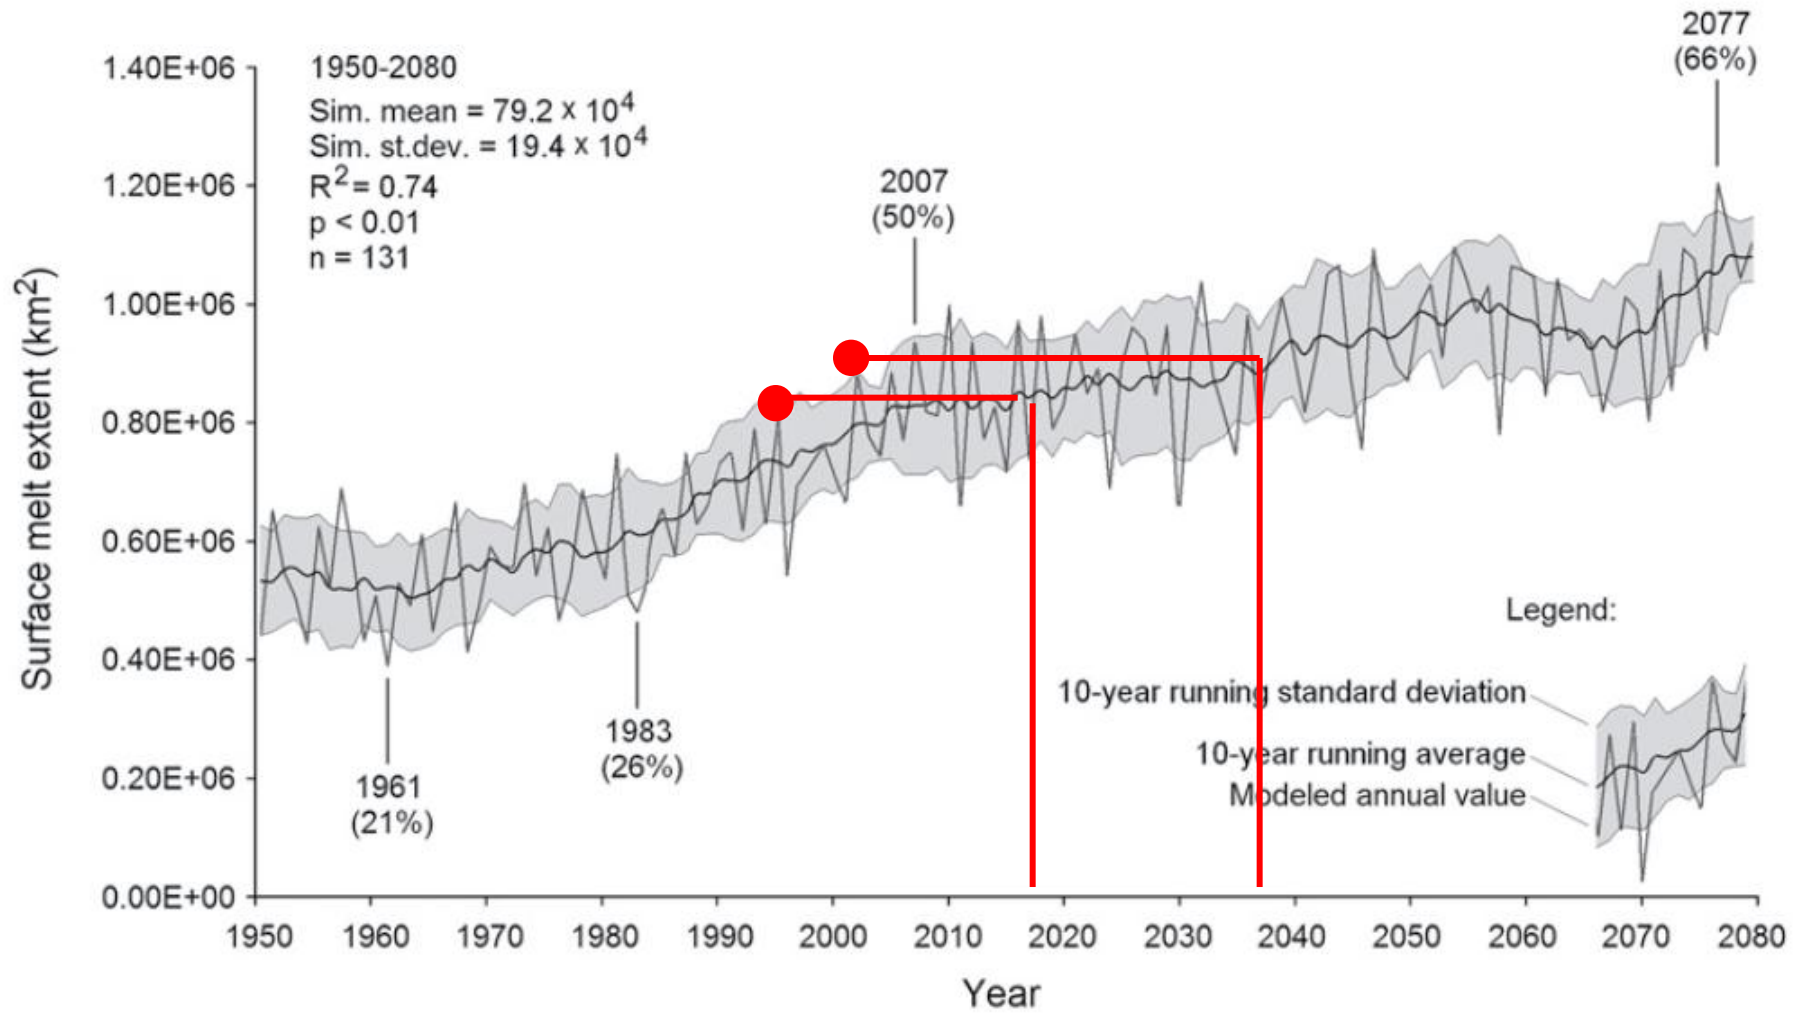 2077
(66%)
1.40E+06
1950-2080
Sim. mean = 79.2 x 10⁴
Sim. st.dev. = 19.4 x 10⁴
R² = 0.74
p < 0.01
n = 131
1.20E+06
2007
(50%)
1.00E+06
0.80E+06
0.60E+06
0.40E+06
0.20E+06
0.00E+00
Surface melt extent (km²)
1961
(21%)
1983
(26%)
Legend:
10-year running standard deviation
10-year running average
Modeled annual value
1950 1960 1970 1980 1990 2000 2010 2020 2030 2040 2050 2060 2070 2080
Year